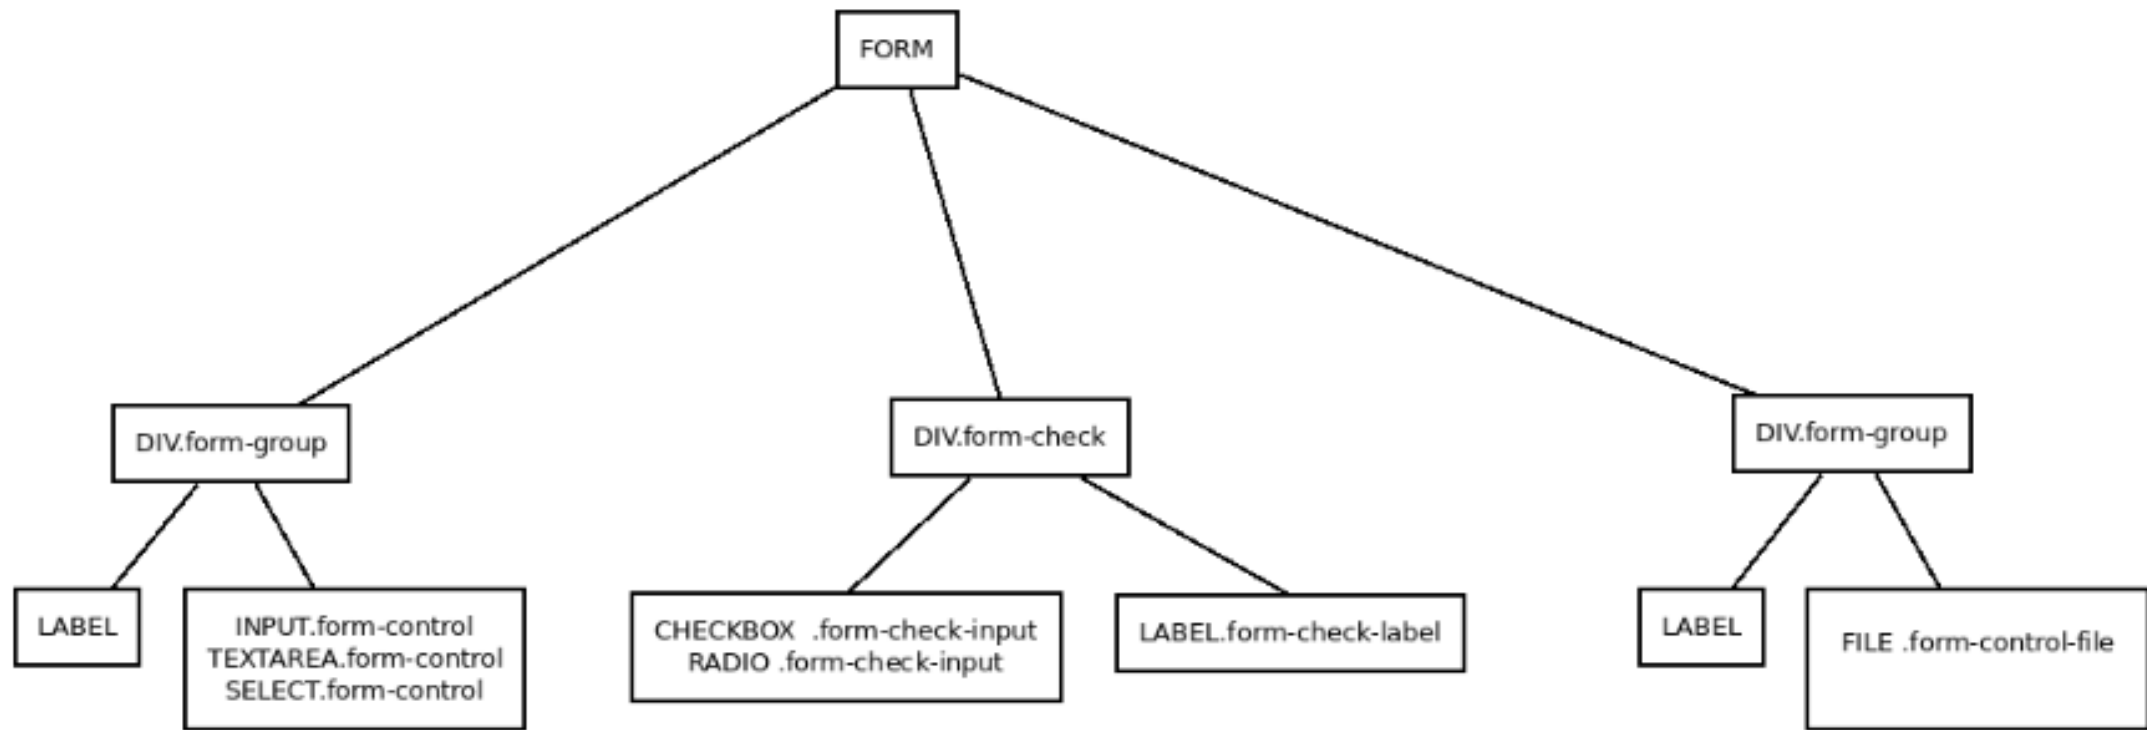 FORM
DIV.form-group
DIV.form-check
DIV.form-group
LABEL
INPUT.form-control
TEXTAREA.form-control
SELECT.form-control
CHECKBOX  .form-check-input
RADIO .form-check-input
LABEL.form-check-label
LABEL
FILE .form-control-file